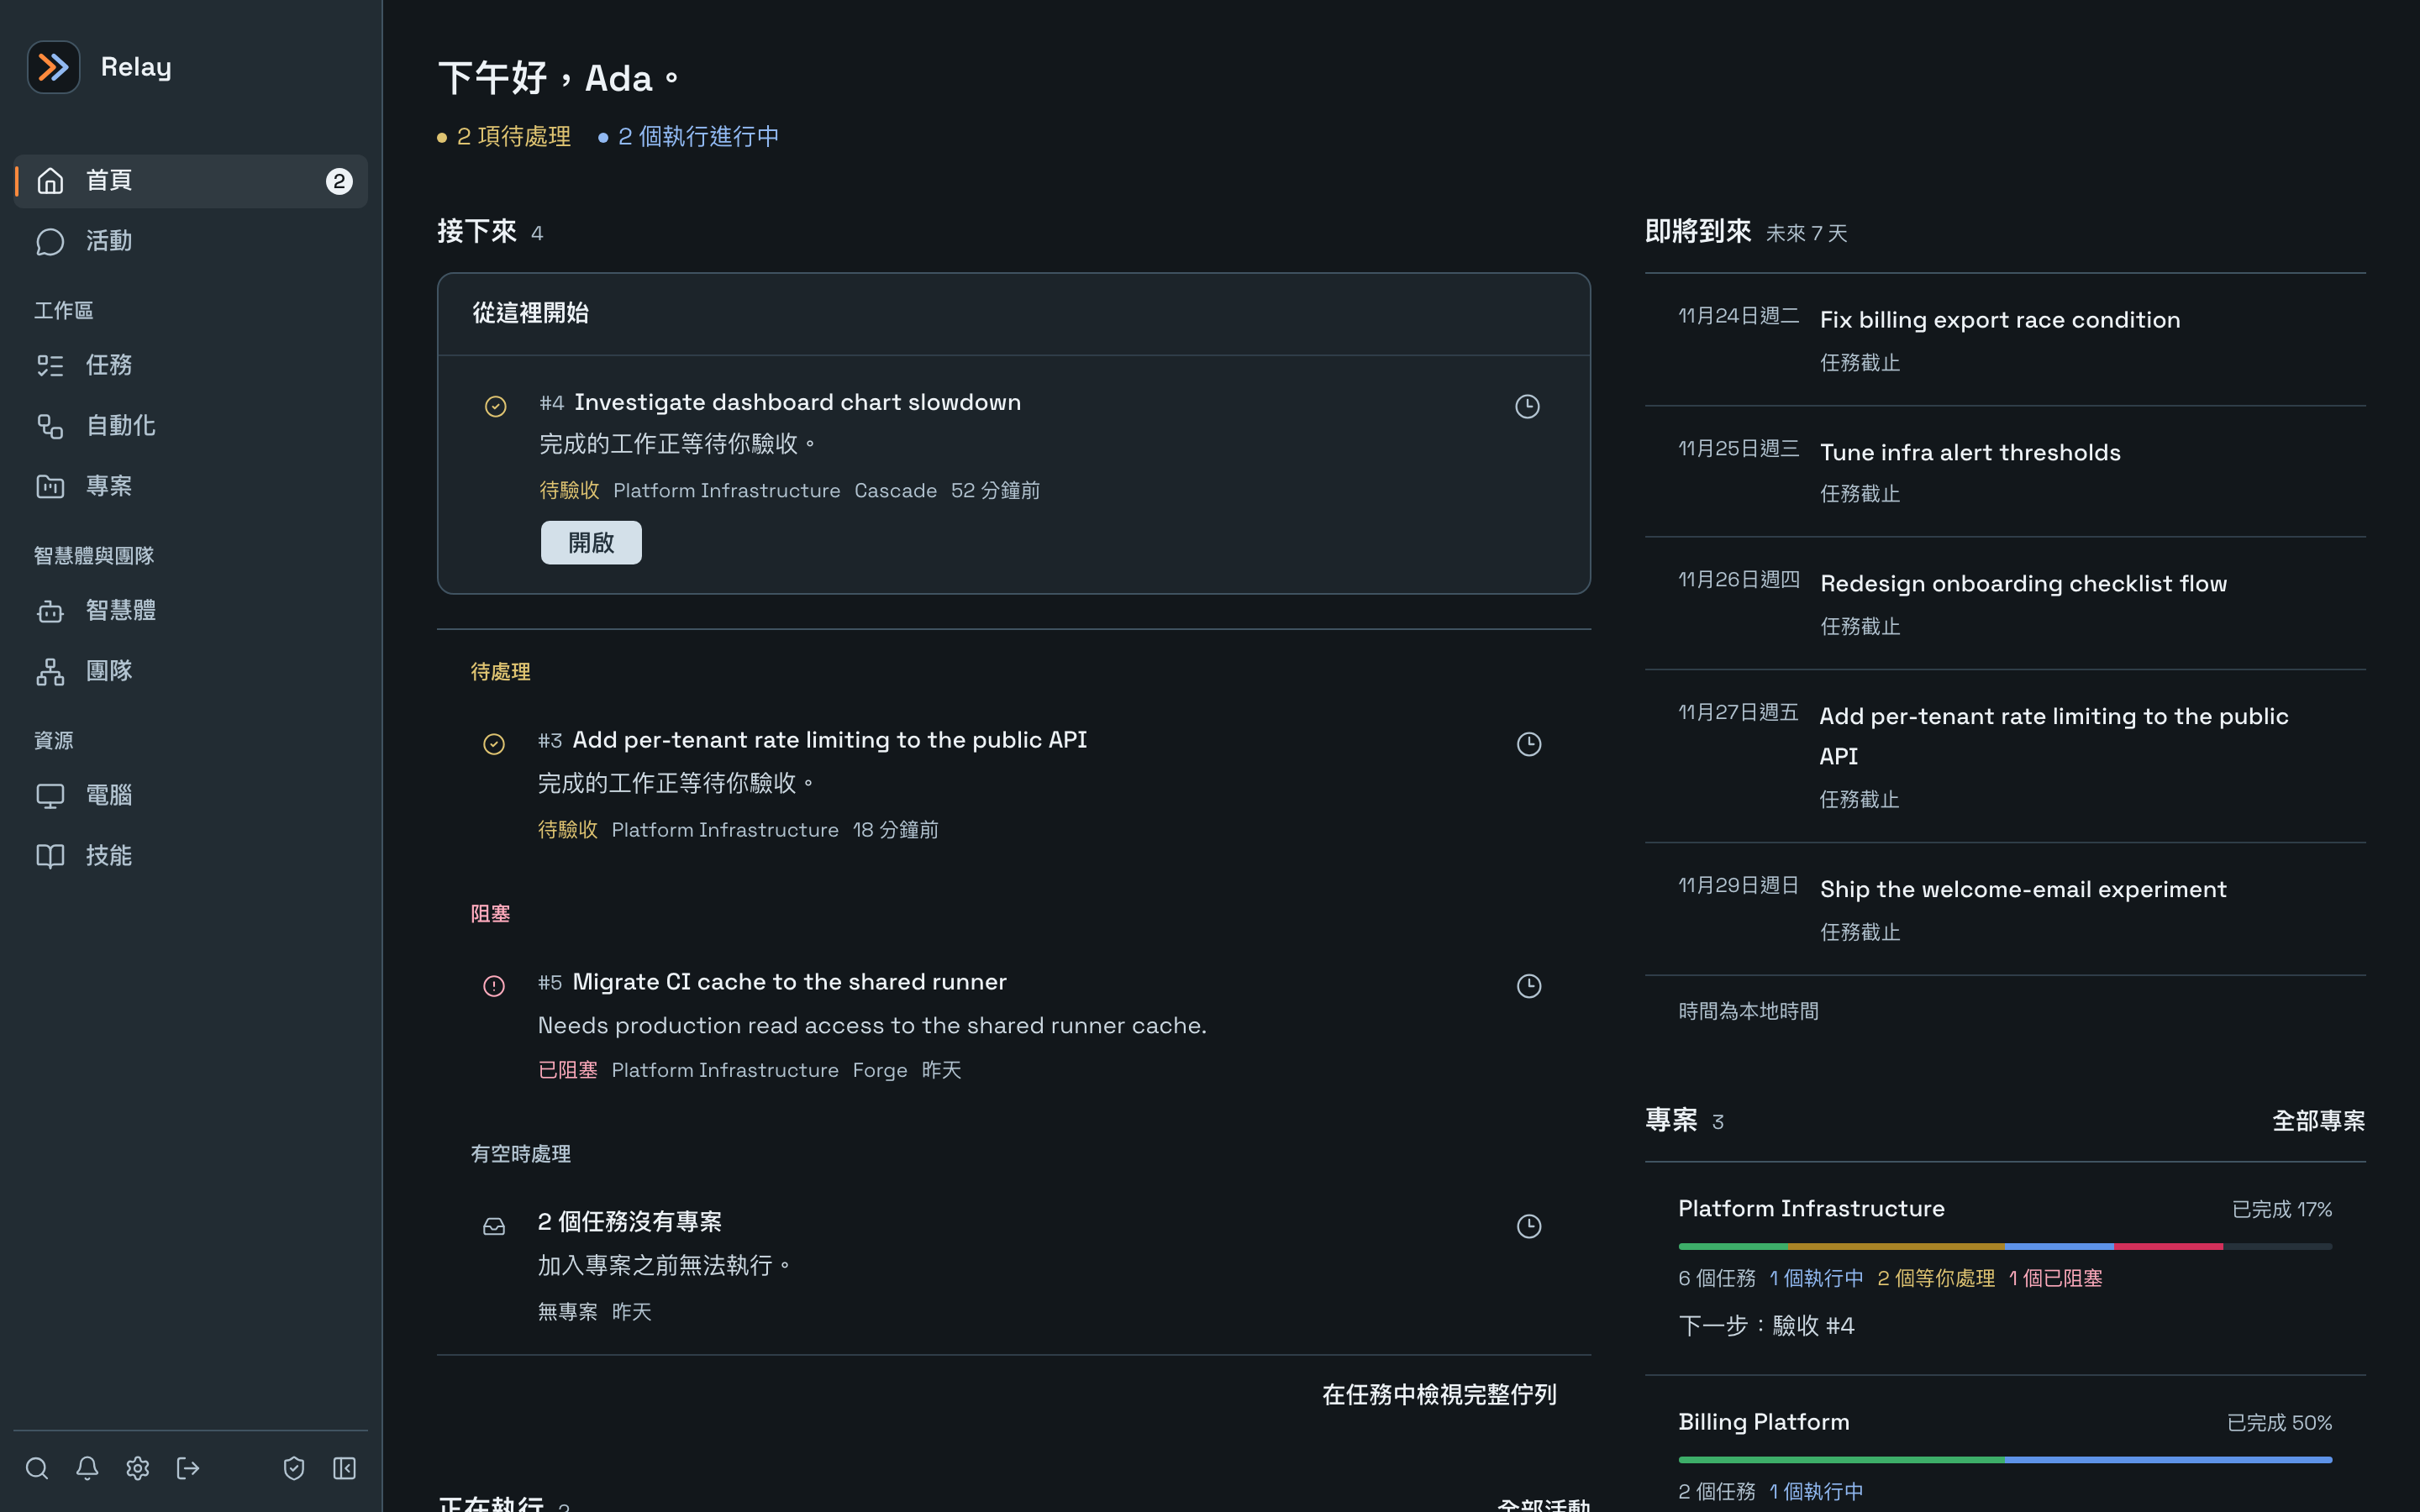 Relay
首頁 2
活動
工作區
任務
自動化
專案
智慧體與團隊
智慧體
團隊
資源
電腦
技能
下午好，Ada。
2 項待處理 2 個執行進行中
接下來 4
從這裡開始
#4 Investigate dashboard chart slowdown
完成的工作正等待你驗收。
待驗收 Platform Infrastructure Cascade 52 分鐘前
開啟
待處理
#3 Add per-tenant rate limiting to the public API
完成的工作正等待你驗收。
待驗收 Platform Infrastructure 18 分鐘前
阻塞
#5 Migrate CI cache to the shared runner
Needs production read access to the shared runner cache.
已阻塞 Platform Infrastructure Forge 昨天
有空時處理
2 個任務沒有專案
加入專案之前無法執行。
無專案 昨天
在任務中檢視完整佇列
正在執行 2
全部活動
即將到來 未來 7 天
11月24日週二 Fix billing export race condition
任務截止
11月25日週三 Tune infra alert thresholds
任務截止
11月26日週四 Redesign onboarding checklist flow
任務截止
11月27日週五 Add per-tenant rate limiting to the public
API
任務截止
11月29日週日 Ship the welcome-email experiment
任務截止
時間為本地時間
專案 3
全部專案
Platform Infrastructure 已完成 17%
6 個任務 1 個執行中 2 個等你處理 1 個已阻塞
下一步：驗收 #4
Billing Platform 已完成 50%
2 個任務 1 個執行中